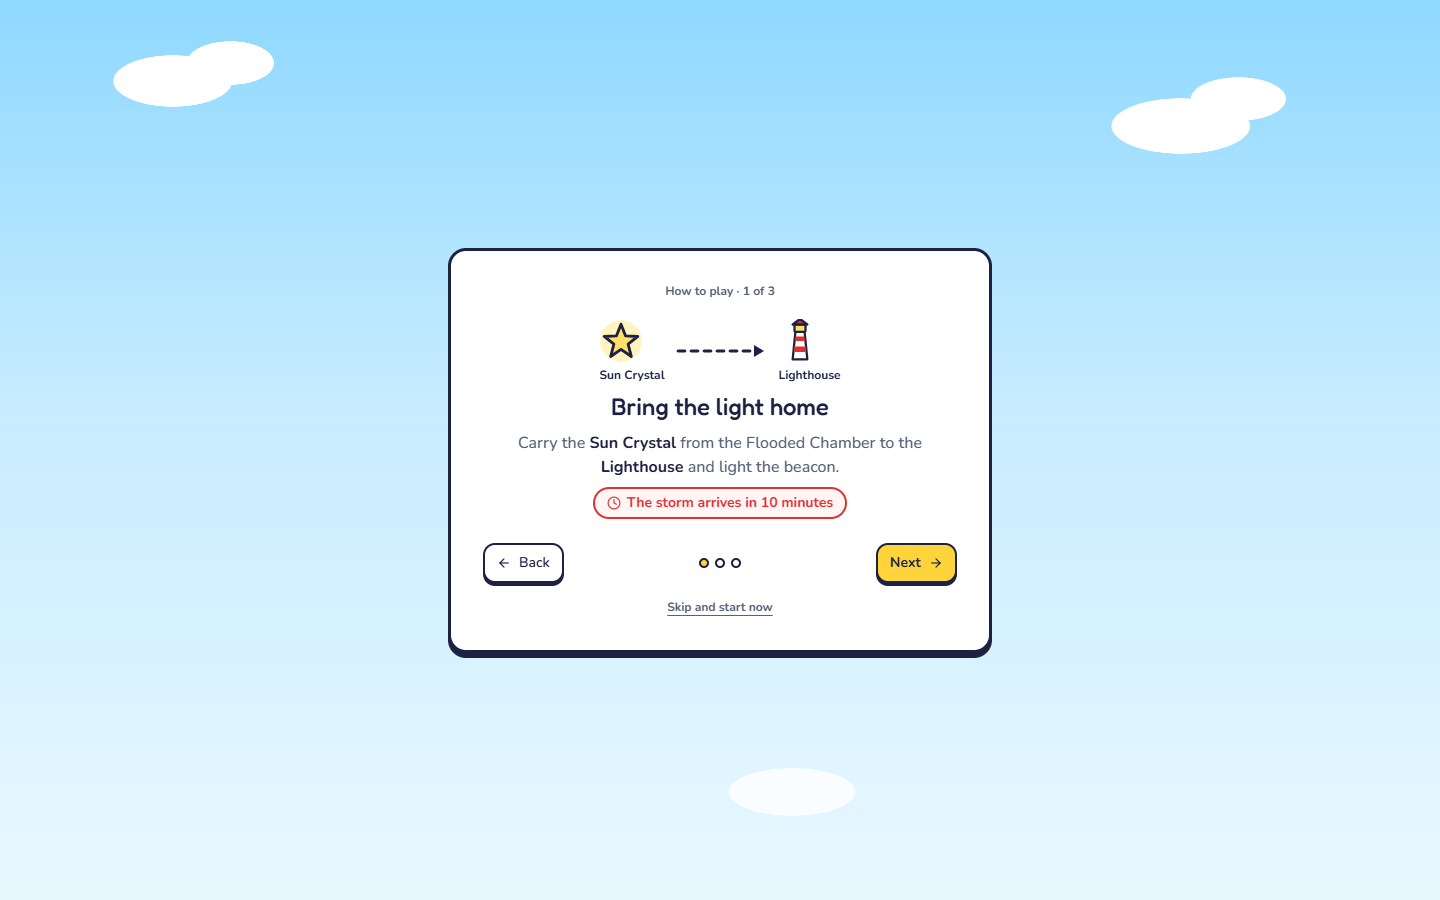 How to play · 1 of 3
Sun Crystal
Lighthouse
Bring the light home
Carry the Sun Crystal from the Flooded Chamber to the
Lighthouse and light the beacon.
The storm arrives in 10 minutes
Back
Next
Skip and start now